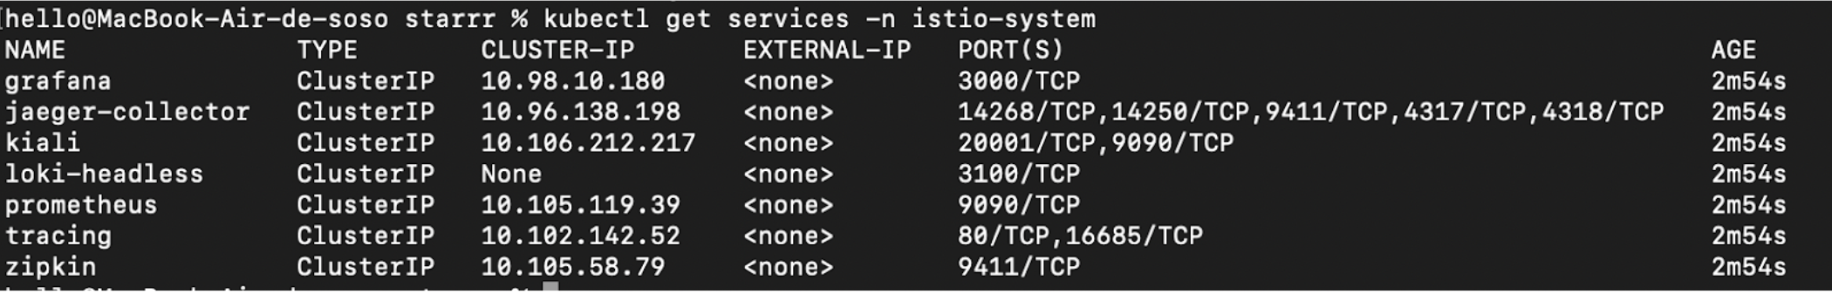 [hello@MacBook-Air-de-soso starrr % kubectl get services -n istio-system
NAME TYPE CLUSTER-IP EXTERNAL-IP PORT(S) AGE
grafana ClusterIP 10.98.10.180 <none> 3000/TCP 2m54s
jaeger-collector ClusterIP 10.96.138.198 <none> 14268/TCP,14250/TCP,9411/TCP,4317/TCP,4318/TCP 2m54s
kiali ClusterIP 10.106.212.217 <none> 20001/TCP,9090/TCP 2m54s
loki-headless ClusterIP None <none> 3100/TCP 2m54s
prometheus ClusterIP 10.105.119.39 <none> 9090/TCP 2m54s
tracing ClusterIP 10.102.142.52 <none> 80/TCP,16685/TCP 2m54s
zipkin ClusterIP 10.105.58.79 <none> 9411/TCP 2m54s